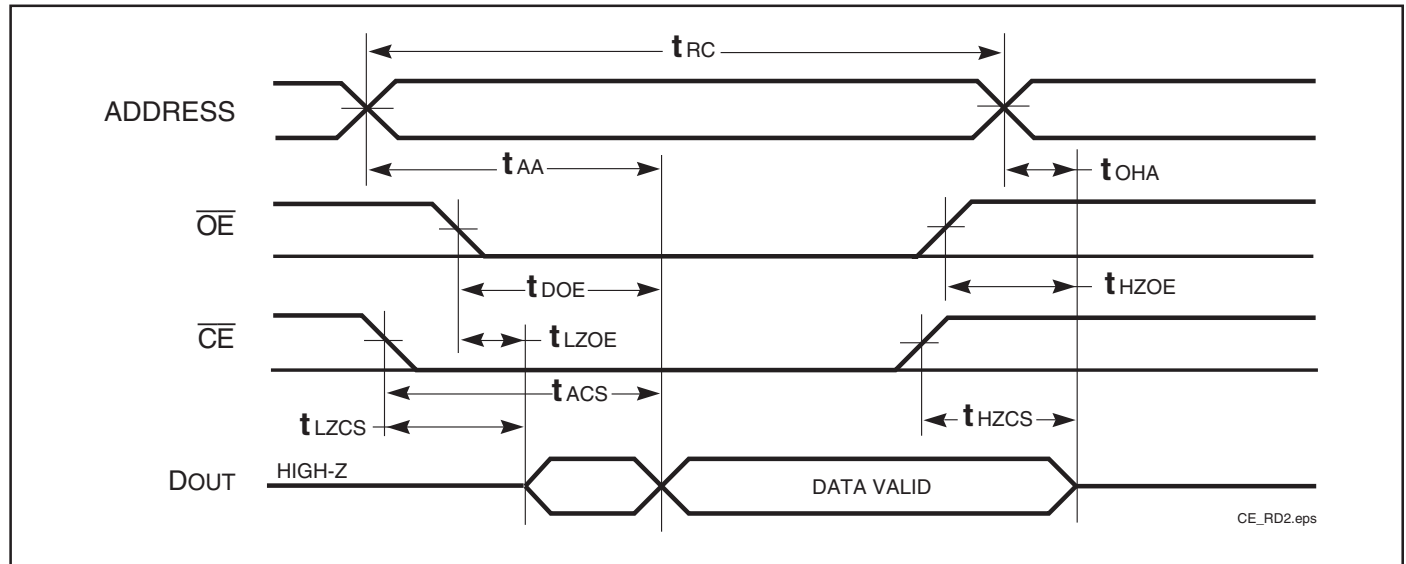 tRC
ADDRESS
tAA
tOHA
OE
tDOE
tHZOE
CE
tLZOE
tACS
tLZCS
tHZCS
DOUT
HIGH-Z
DATA VALID
CE_RD2.eps